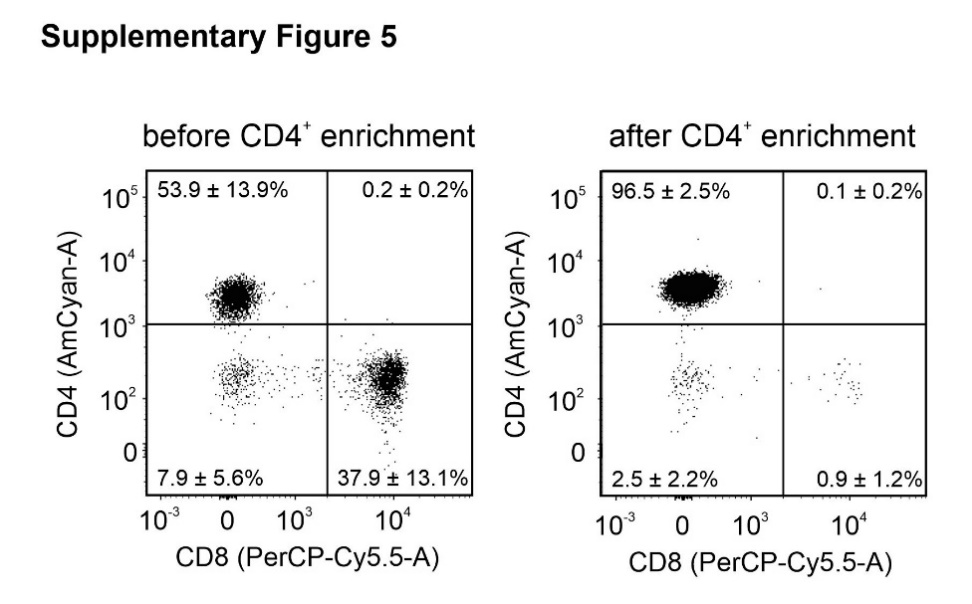 Supplementary Figure 5
before CD4⁺ enrichment
53.9 ± 13.9%
0.2 ± 0.2%
7.9 ± 5.6%
37.9 ± 13.1%
10⁵
10⁴
10³
10²
0
CD4 (AmCyan-A)
10⁻³
0
10³
10⁴
CD8 (PerCP-Cy5.5-A)
after CD4⁺ enrichment
96.5 ± 2.5%
0.1 ± 0.2%
2.5 ± 2.2%
0.9 ± 1.2%
10⁵
10⁴
10³
10²
0
CD4 (AmCyan-A)
10⁻³
0
10³
10⁴
CD8 (PerCP-Cy5.5-A)